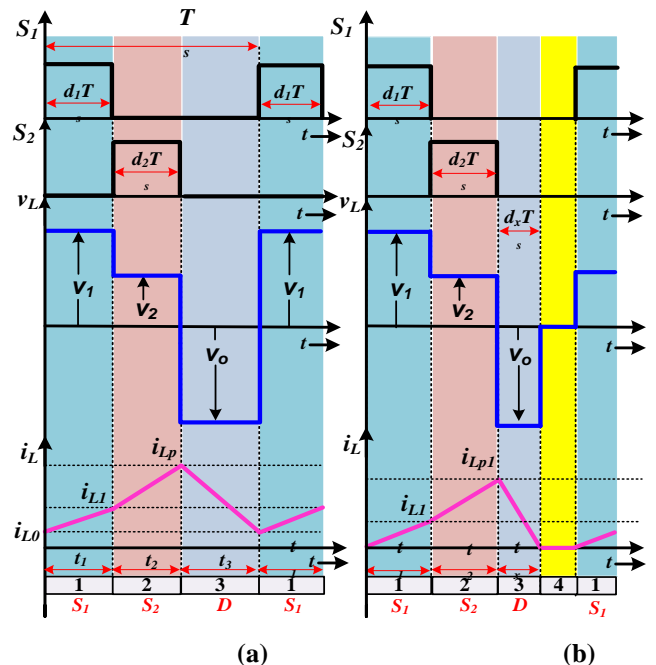 S1 T
s
d1T
s
d1T
s
t
S2
d2T
s
t
vL
v1
v2
v1
vo
t
iL
iLp
iL1
iL0
t
t1 t2 t3
t
1 2 3 1
S1 S2 D S1
(a)
S1
d1T
s
t
S2
d2T
s
t
vL
dxT
s
v1
v2
vo
t
iL
iLp1
iL1
t t t
t
1 2 3 4 1
S1 S2 D S1
(b)